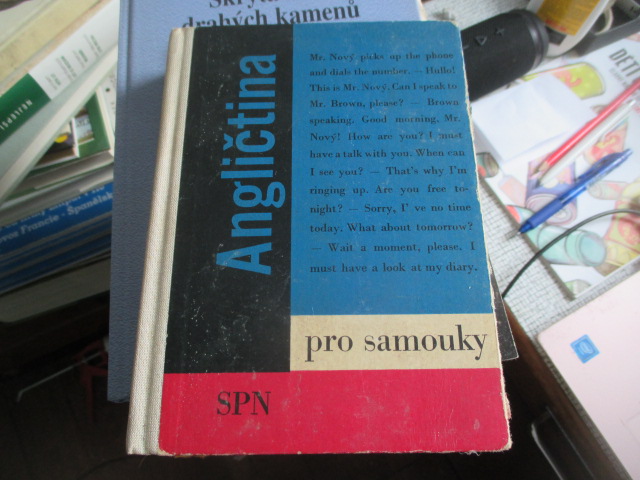 drahých kamenů
Angličtina
Mr. Nový picks up the phone
and dials the number. — Hullo!
This is Mr. Nový. Can I speak to
Mr. Brown, please? — Brown
speaking. Good morning, Mr.
Nový! How are you? I must
have a talk with you. When can
I see you? — That's why I'm
ringing up. Are you free to-
night? — Sorry, I' ve no time
today. What about tomorrow?
— Wait a moment, please. I
must have a look at my diary.
pro samouky
SPN